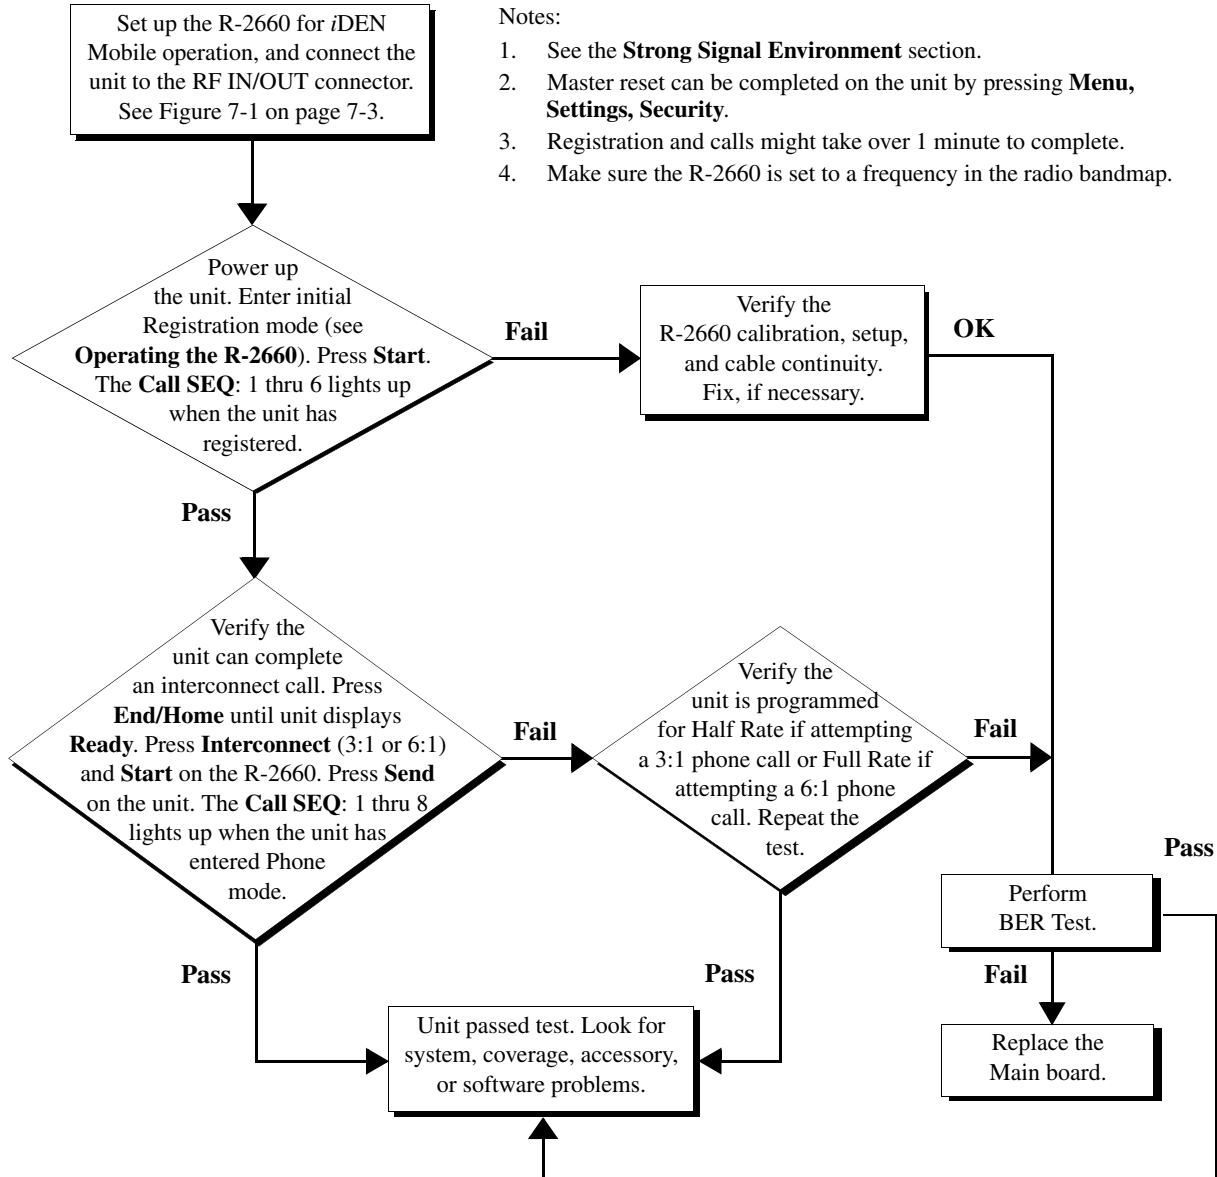 Set up the R-2660 for iDEN
Mobile operation, and connect the
unit to the RF IN/OUT connector.
See Figure 7-1 on page 7-3.
Notes:
1. See the Strong Signal Environment section.
2. Master reset can be completed on the unit by pressing Menu,
Settings, Security.
3. Registration and calls might take over 1 minute to complete.
4. Make sure the R-2660 is set to a frequency in the radio bandmap.
Power up
the unit. Enter initial
Registration mode (see
Operating the R-2660). Press Start.
The Call SEQ: 1 thru 6 lights up
when the unit has
registered.
Fail
Verify the
R-2660 calibration, setup,
and cable continuity.
Fix, if necessary.
OK
Pass
Verify the
unit can complete
an interconnect call. Press
End/Home until unit displays
Ready. Press Interconnect (3:1 or 6:1)
and Start on the R-2660. Press Send
on the unit. The Call SEQ: 1 thru 8
lights up when the unit has
entered Phone
mode.
Fail
Verify the
unit is programmed
for Half Rate if attempting
a 3:1 phone call or Full Rate if
attempting a 6:1 phone
call. Repeat the
test.
Fail
Pass
Perform
BER Test.
Pass
Pass
Fail
Unit passed test. Look for
system, coverage, accessory,
or software problems.
Replace the
Main board.